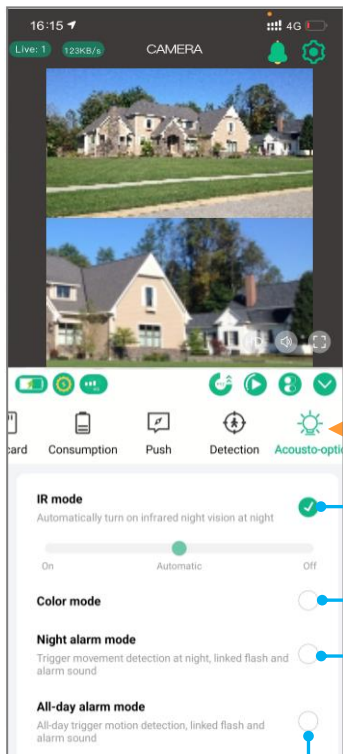 16:15 4G
Live: 1 123KB/s CAMERA
HD
card Consumption Push Detection Acousto-optic
IR mode
Automatically turn on infrared night vision at night
On Automatic Off
Color mode
Night alarm mode
Trigger movement detection at night, linked flash and
alarm sound
All-day alarm mode
All-day trigger motion detection, linked flash and
alarm sound